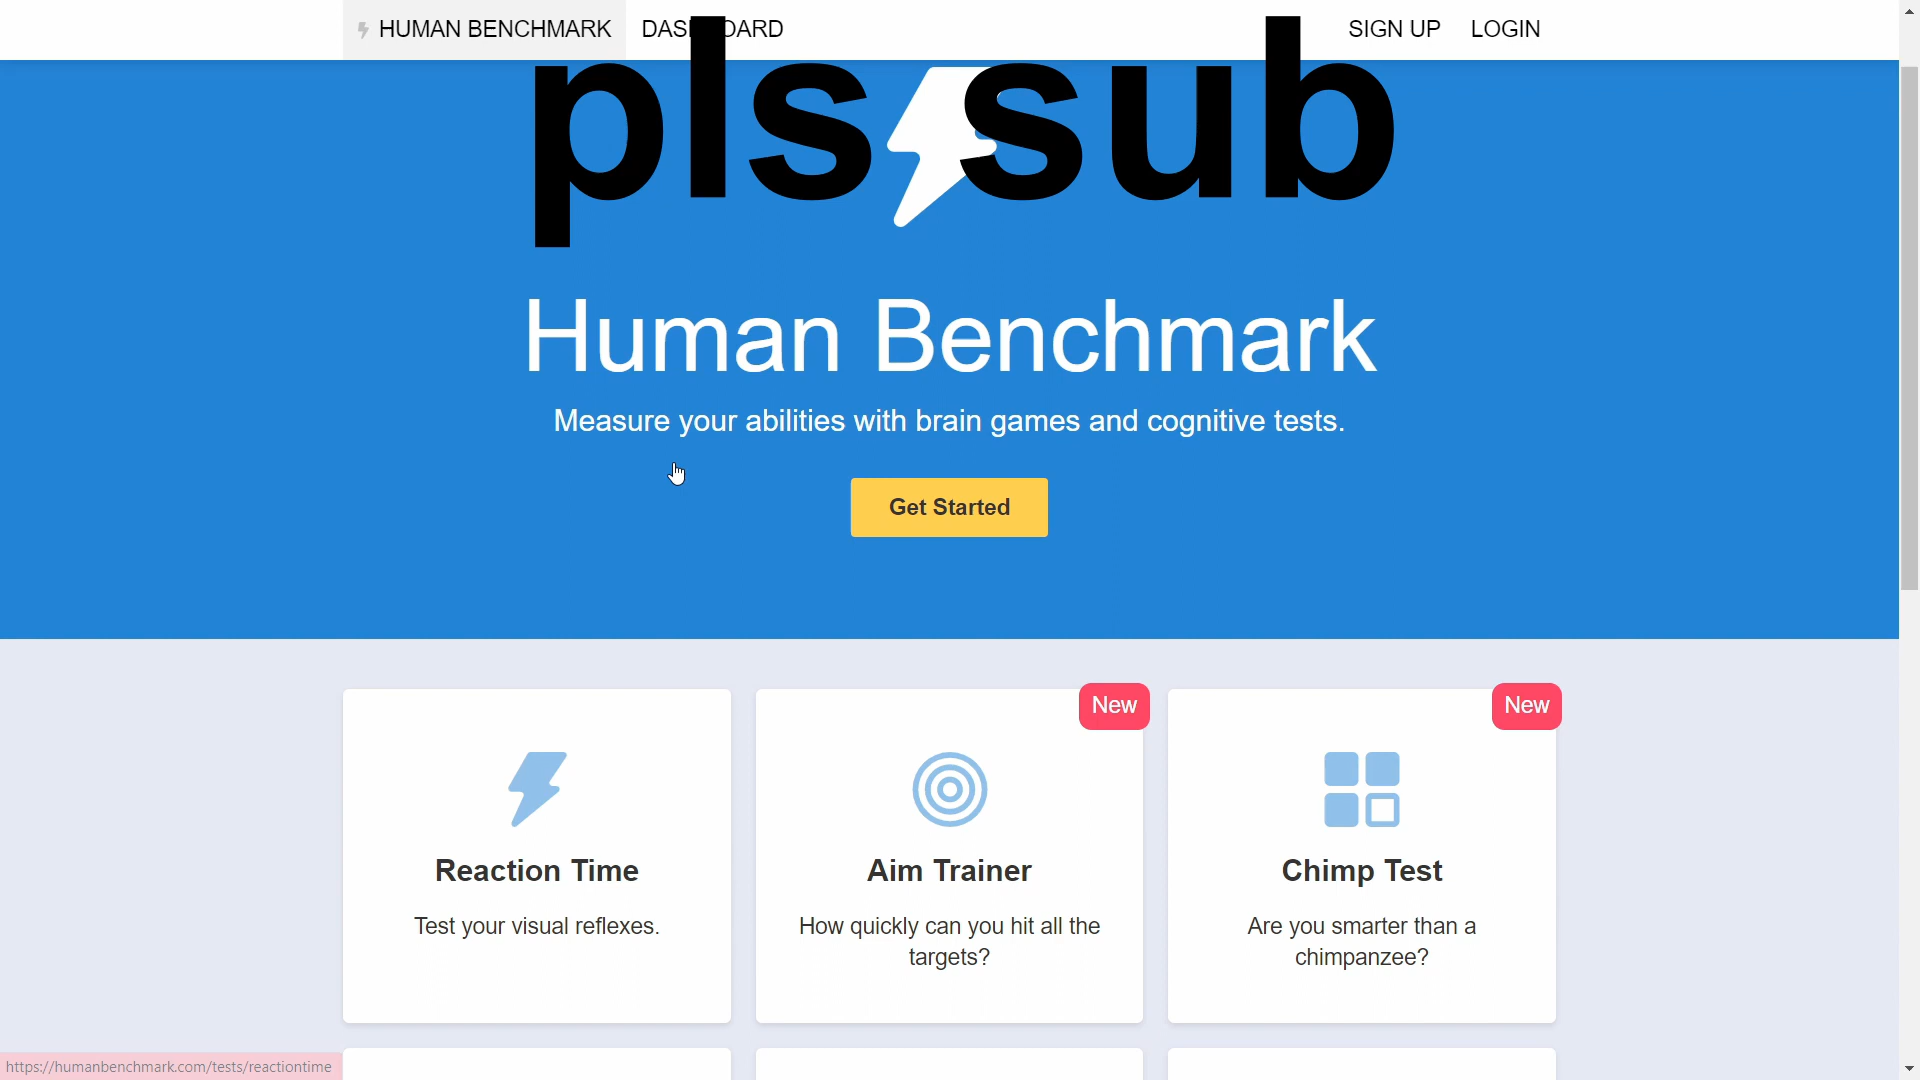 HUMAN BENCHMARK
SIGN UP LOGIN
pls sub
Human Benchmark
Measure your abilities with brain games and cognitive tests.
Get Started
New
New
Reaction Time
Aim Trainer
Chimp Test
Test your visual reflexes.
How quickly can you hit all the
targets?
Are you smarter than a
chimpanzee?
https://humanbenchmark.com/tests/reactiontime